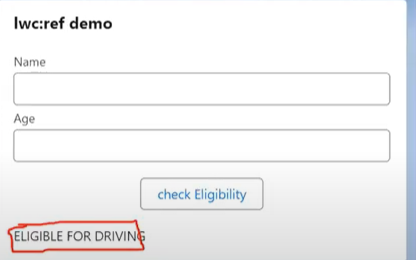 lwc:ref demo
Name
Age
check Eligibility
ELIGIBLE FOR DRIVING